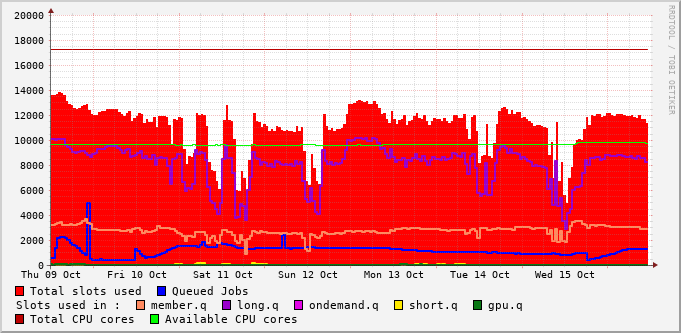 RRDTOOL / TOBI OETIKER
20000
18000
16000
14000
12000
10000
8000
6000
4000
2000
0
Thu 09 Oct Fri 10 Oct Sat 11 Oct Sun 12 Oct Mon 13 Oct Tue 14 Oct Wed 15 Oct
Total slots used Queued Jobs
Slots used in : member.q long.q ondemand.q short.q gpu.q
Total CPU cores Available CPU cores